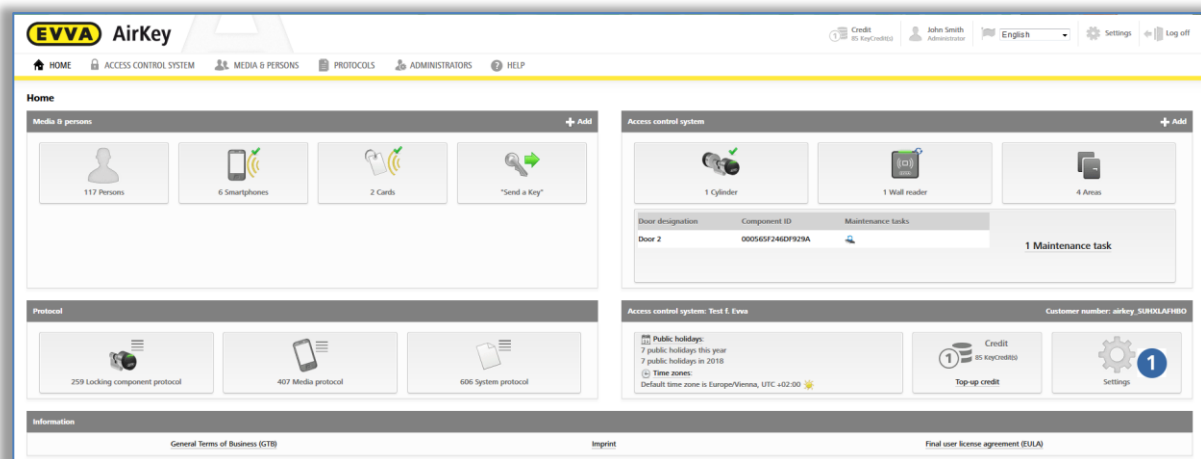 EVVA AirKey
Credit
85 KeyCredit(s)
John Smith
Administrator
English
Settings
Log off
HOME ACCESS CONTROL SYSTEM MEDIA & PERSONS PROTOCOLS ADMINISTRATORS HELP
Home
Media & persons Add
117 Persons
6 Smartphones
2 Cards
"Send a Key"
Access control system Add
1 Cylinder
1 Wall reader
4 Areas
Door designation Component ID Maintenance tasks
Door 2 000565F246DF929A
1 Maintenance task
Protocol
259 Locking component protocol
407 Media protocol
606 System protocol
Access control system: Test f. Evva Customer number: airkey_SUHXLAFHBO
Public holidays:
7 public holidays this year
7 public holidays in 2018
Time zones:
Default time zone is Europe/Vienna, UTC +02:00
Credit
1
85 KeyCredit(s)
Top-up credit
1
Settings
Information
General Terms of Business (GTB) Imprint Final user license agreement (EULA)